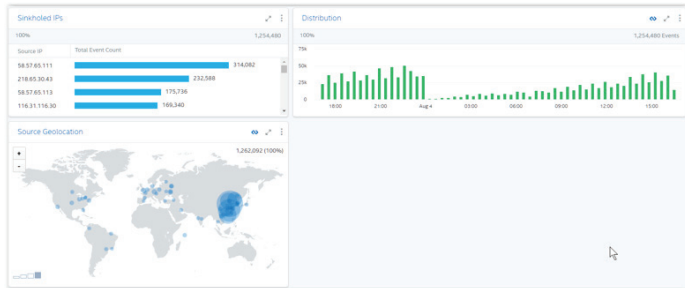 Sinkholed IPs
100% 1,254,480
Source IP Total Event Count
58.57.65.111 314,082
218.65.30.43 232,588
58.57.65.113 175,736
116.31.116.30 169,340
Distribution
100% 1,254,480 Events
75k
50k
25k
0
18:00 21:00 Aug 4 03:00 06:00 09:00 12:00 15:00
Source Geolocation
+ 1,262,092 (100%)
-